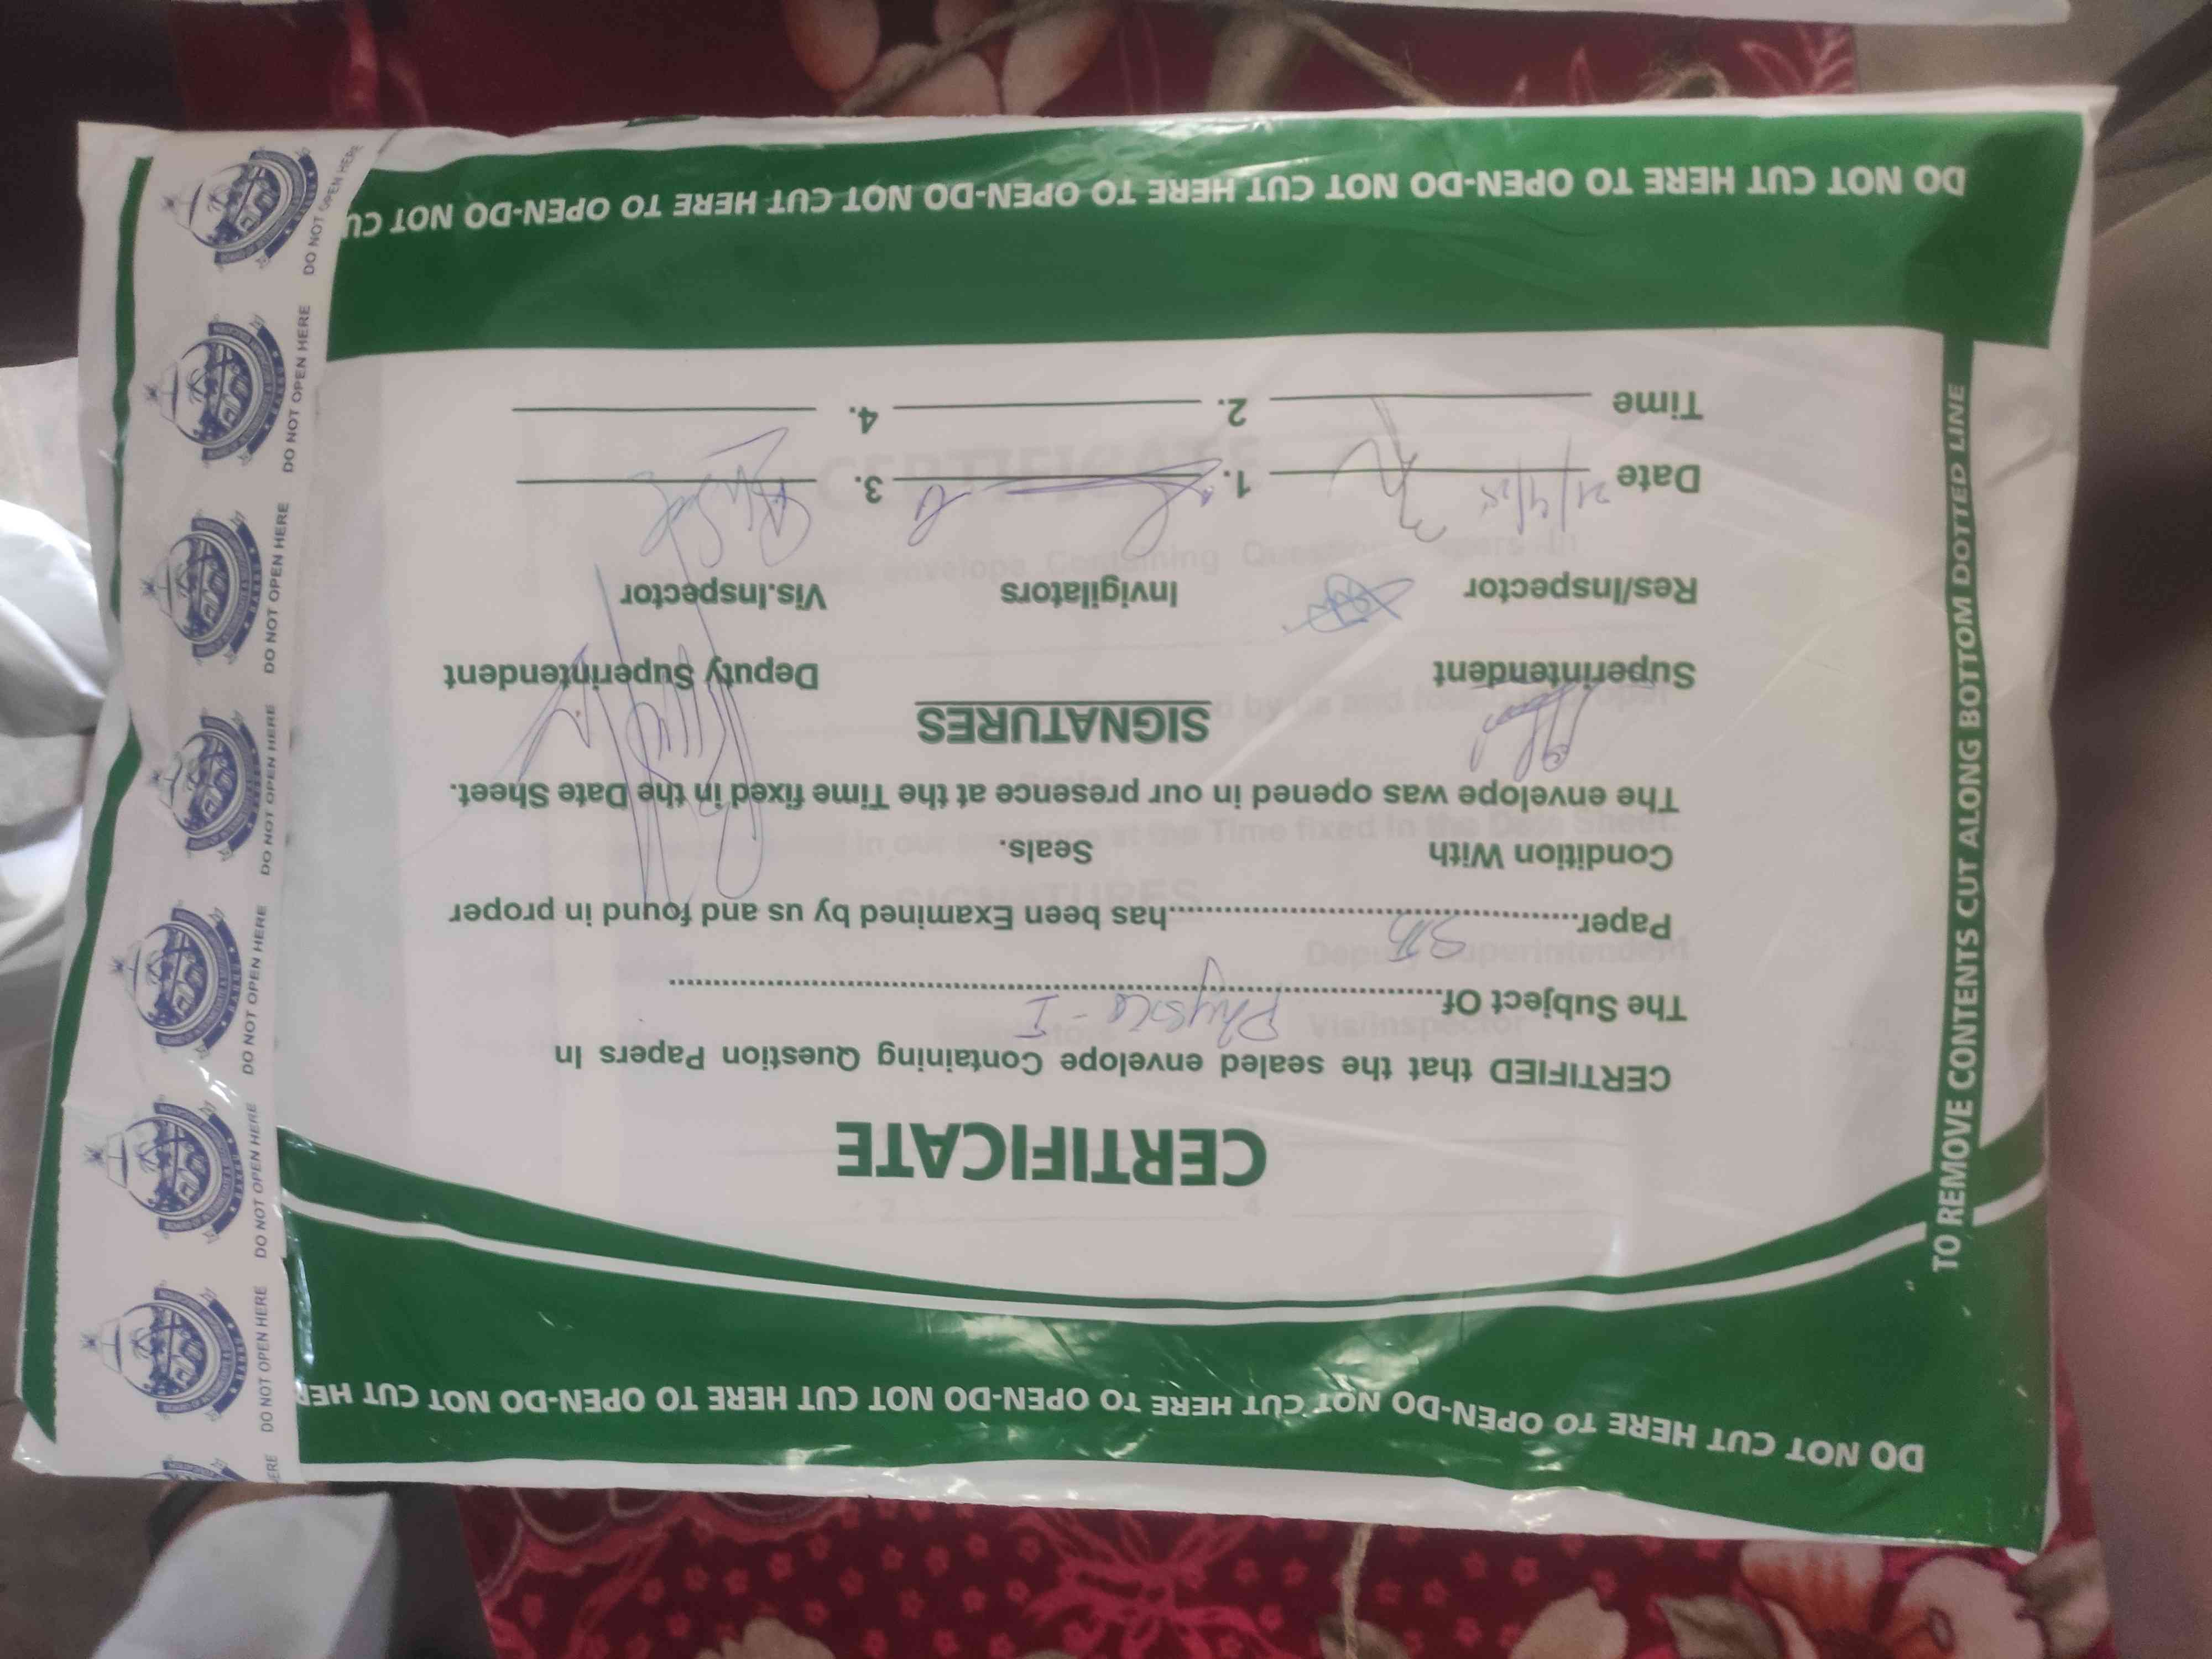 DO NOT CUT HERE TO OPEN-DO NOT CUT HERE TO OPEN-DO NOT CUT HERE TO OPEN-DO NOT CUT HER
CERTIFICATE
CERTIFIED that the sealed envelope Containing Question Papers In
The Subject Of Physics - I
Paper has been Examined by us and found in proper
Condition With Seals.
The envelope was opened in our presence at the Time fixed in the Date Sheet.
SIGNATURES
Superintendent Deputy Superintendent
Res/Inspector Invigilators Vis.Inspector
Date 1. 3.
Time 2. 4.
DO NOT CUT HERE TO OPEN-DO NOT CUT HERE TO OPEN-DO NOT CUT HERE TO OPEN-DO NOT CU
TO REMOVE CONTENTS CUT ALONG BOTTOM DOTTED LINE
DO NOT OPEN HERE
DO NOT OPEN HERE
DO NOT OPEN HERE
DO NOT OPEN HERE
DO NOT OPEN HERE
DO NOT OPEN HERE
DO NOT OPEN HERE
ERE